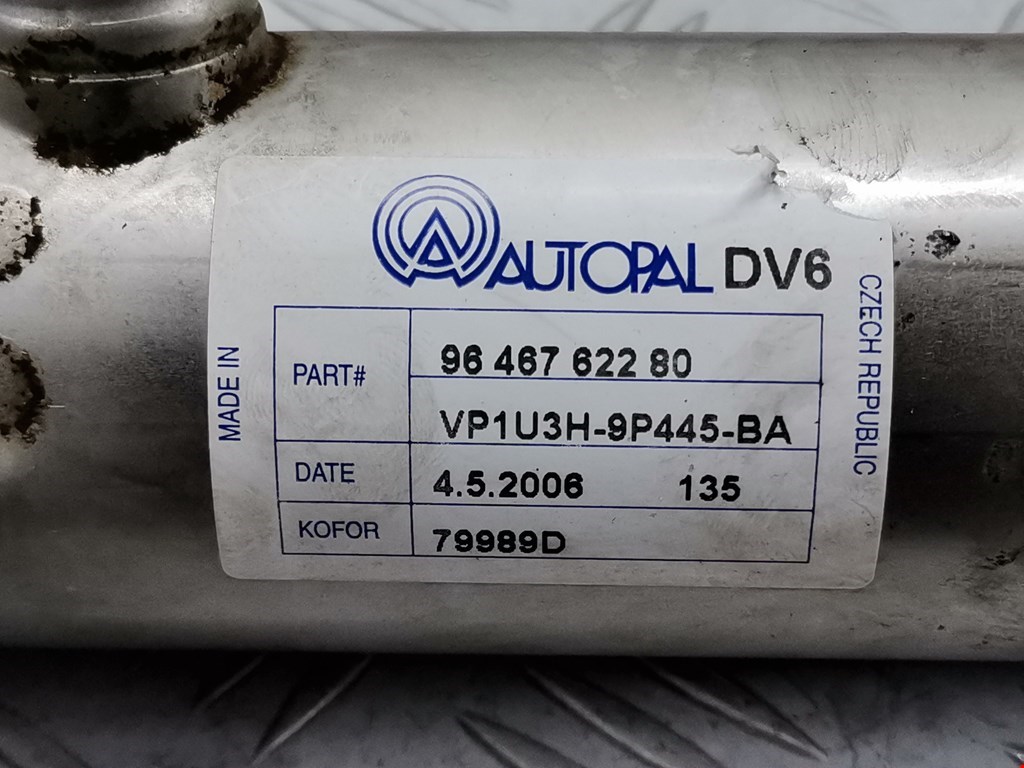 AUTOPAL DV6
MADE IN
PART# 96 467 622 80
VP1U3H-9P445-BA
DATE 4.5.2006 135
KOFOR 79989D
CZECH REPUBLIC